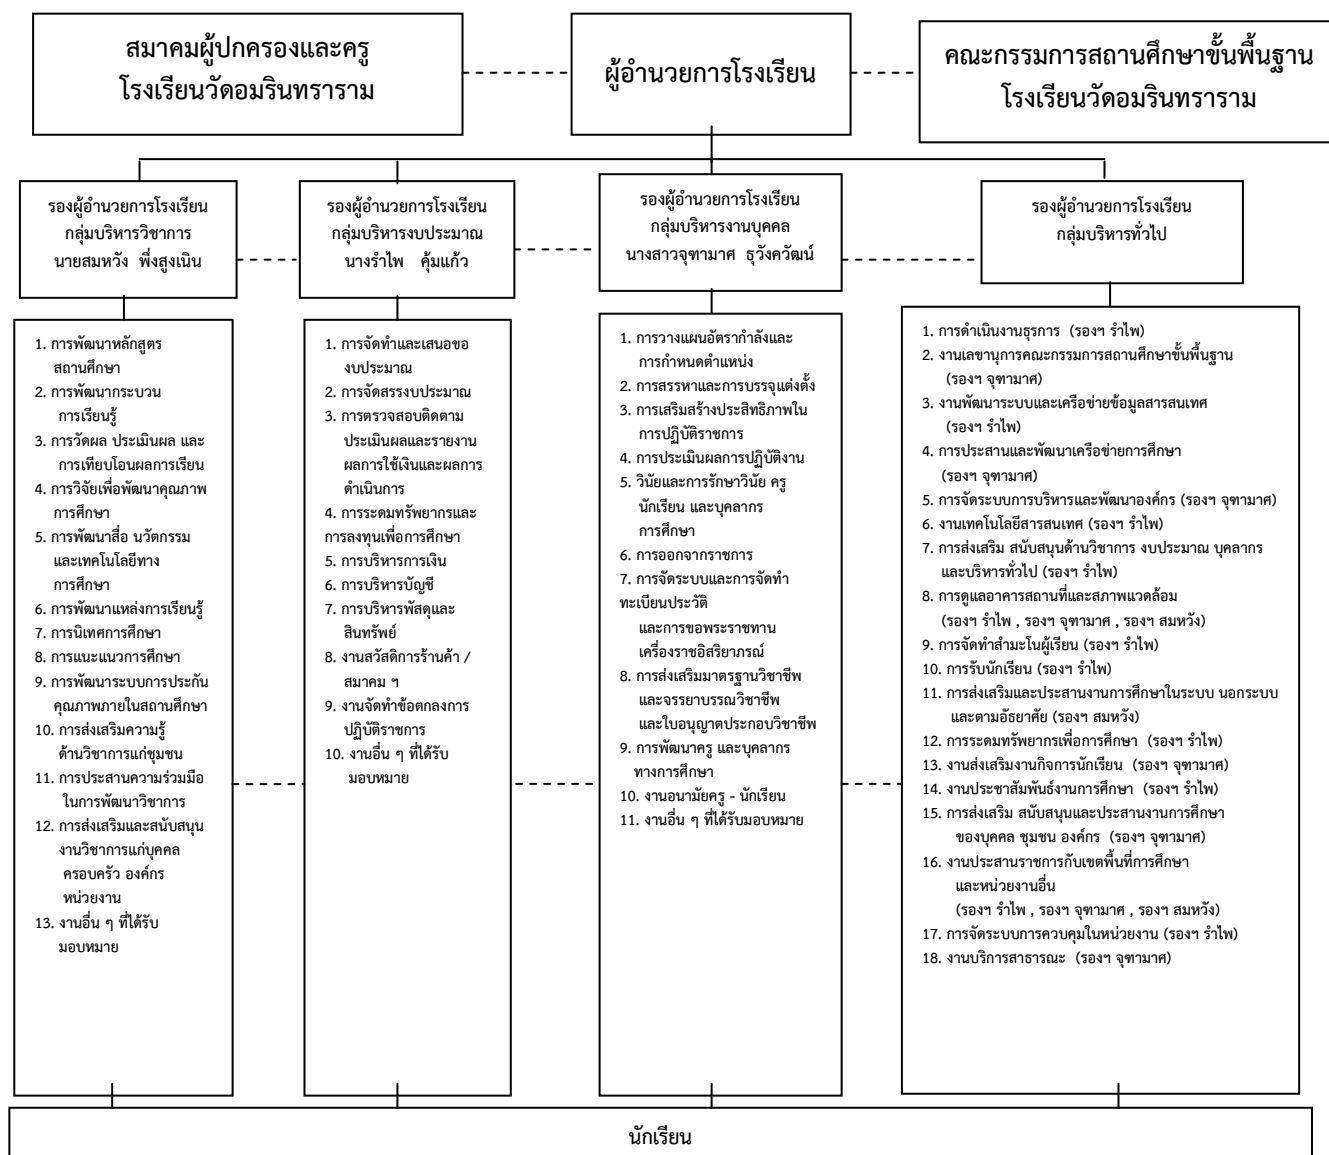 สมาคมผู้ปกครองและครู
โรงเรียนวัดอมรินทราราม
ผู้อำนวยการโรงเรียน
คณะกรรมการสถานศึกษาขั้นพื้นฐาน
โรงเรียนวัดอมรินทราราม
รองผู้อำนวยการโรงเรียน
กลุ่มบริหารวิชาการ
นายสมหวัง พึ่งสูงเนิน
รองผู้อำนวยการโรงเรียน
กลุ่มบริหารงบประมาณ
นางรำไพ คุ้มแก้ว
รองผู้อำนวยการโรงเรียน
กลุ่มบริหารงานบุคคล
นางสาวจุฑามาศ ธุวังควัฒน์
รองผู้อำนวยการโรงเรียน
กลุ่มบริหารทั่วไป
1. การพัฒนาหลักสูตร
สถานศึกษา
2. การพัฒนากระบวน
การเรียนรู้
3. การวัดผล ประเมินผล และ
การเทียบโอนผลการเรียน
4. การวิจัยเพื่อพัฒนาคุณภาพ
การศึกษา
5. การพัฒนาสื่อ นวัตกรรม
และเทคโนโลยีทาง
การศึกษา
6. การพัฒนาแหล่งการเรียนรู้
7. การนิเทศการศึกษา
8. การแนะแนวการศึกษา
9. การพัฒนาระบบการประกัน
คุณภาพภายในสถานศึกษา
10. การส่งเสริมความรู้
ด้านวิชาการแก่ชุมชน
11. การประสานความร่วมมือ
ในการพัฒนาวิชาการ
12. การส่งเสริมและสนับสนุน
งานวิชาการแก่บุคคล
ครอบครัว องค์กร
หน่วยงาน
13. งานอื่น ๆ ที่ได้รับ
มอบหมาย
1. การจัดทำและเสนอขอ
งบประมาณ
2. การจัดสรรงบประมาณ
3. การตรวจสอบติดตาม
ประเมินผลและรายงาน
ผลการใช้เงินและผลการ
ดำเนินการ
4. การระดมทรัพยากรและ
การลงทุนเพื่อการศึกษา
5. การบริหารการเงิน
6. การบริหารบัญชี
7. การบริหารพัสดุและ
สินทรัพย์
8. งานสวัสดิการร้านค้า /
สมาคม ฯ
9. งานจัดทำข้อตกลงการ
ปฏิบัติราชการ
10. งานอื่น ๆ ที่ได้รับ
มอบหมาย
1. การวางแผนอัตรากำลังและ
การกำหนดตำแหน่ง
2. การสรรหาและการบรรจุแต่งตั้ง
3. การเสริมสร้างประสิทธิภาพใน
การปฏิบัติราชการ
4. การประเมินผลการปฏิบัติงาน
5. วินัยและการรักษาวินัย ครู
นักเรียน และบุคลากร
การศึกษา
6. การออกจากราชการ
7. การจัดระบบและการจัดทำ
ทะเบียนประวัติ
และการขอพระราชทาน
เครื่องราชอิสริยาภรณ์
8. การส่งเสริมมาตรฐานวิชาชีพ
และจรรยาบรรณวิชาชีพ
และใบอนุญาตประกอบวิชาชีพ
9. การพัฒนาครู และบุคลากร
ทางการศึกษา
10. งานอนามัยครู - นักเรียน
11. งานอื่น ๆ ที่ได้รับมอบหมาย
1. การดำเนินงานธุรการ (รองฯ รำไพ)
2. งานเลขานุการคณะกรรมการสถานศึกษาขั้นพื้นฐาน
(รองฯ จุฑามาศ)
3. งานพัฒนาระบบและเครือข่ายข้อมูลสารสนเทศ
(รองฯ รำไพ)
4. การประสานและพัฒนาเครือข่ายการศึกษา
(รองฯ จุฑามาศ)
5. การจัดระบบการบริหารและพัฒนาองค์กร (รองฯ จุฑามาศ)
6. งานเทคโนโลยีสารสนเทศ (รองฯ รำไพ)
7. การส่งเสริม สนับสนุนด้านวิชาการ งบประมาณ บุคลากร
และบริหารทั่วไป (รองฯ รำไพ)
8. การดูแลอาคารสถานที่และสภาพแวดล้อม
(รองฯ รำไพ , รองฯ จุฑามาศ , รองฯ สมหวัง)
9. การจัดทำสำมะโนผู้เรียน (รองฯ รำไพ)
10. การรับนักเรียน (รองฯ รำไพ)
11. การส่งเสริมและประสานงานการศึกษาในระบบ นอกระบบ
และตามอัธยาศัย (รองฯ สมหวัง)
12. การระดมทรัพยากรเพื่อการศึกษา (รองฯ รำไพ)
13. งานส่งเสริมงานกิจการนักเรียน (รองฯ จุฑามาศ)
14. งานประชาสัมพันธ์งานการศึกษา (รองฯ รำไพ)
15. การส่งเสริม สนับสนุนและประสานงานการศึกษา
ของบุคคล ชุมชน องค์กร (รองฯ จุฑามาศ)
16. งานประสานราชการกับเขตพื้นที่การศึกษา
และหน่วยงานอื่น
(รองฯ รำไพ , รองฯ จุฑามาศ , รองฯ สมหวัง)
17. การจัดระบบการควบคุมในหน่วยงาน (รองฯ รำไพ)
18. งานบริการสาธารณะ (รองฯ จุฑามาศ)
นักเรียน